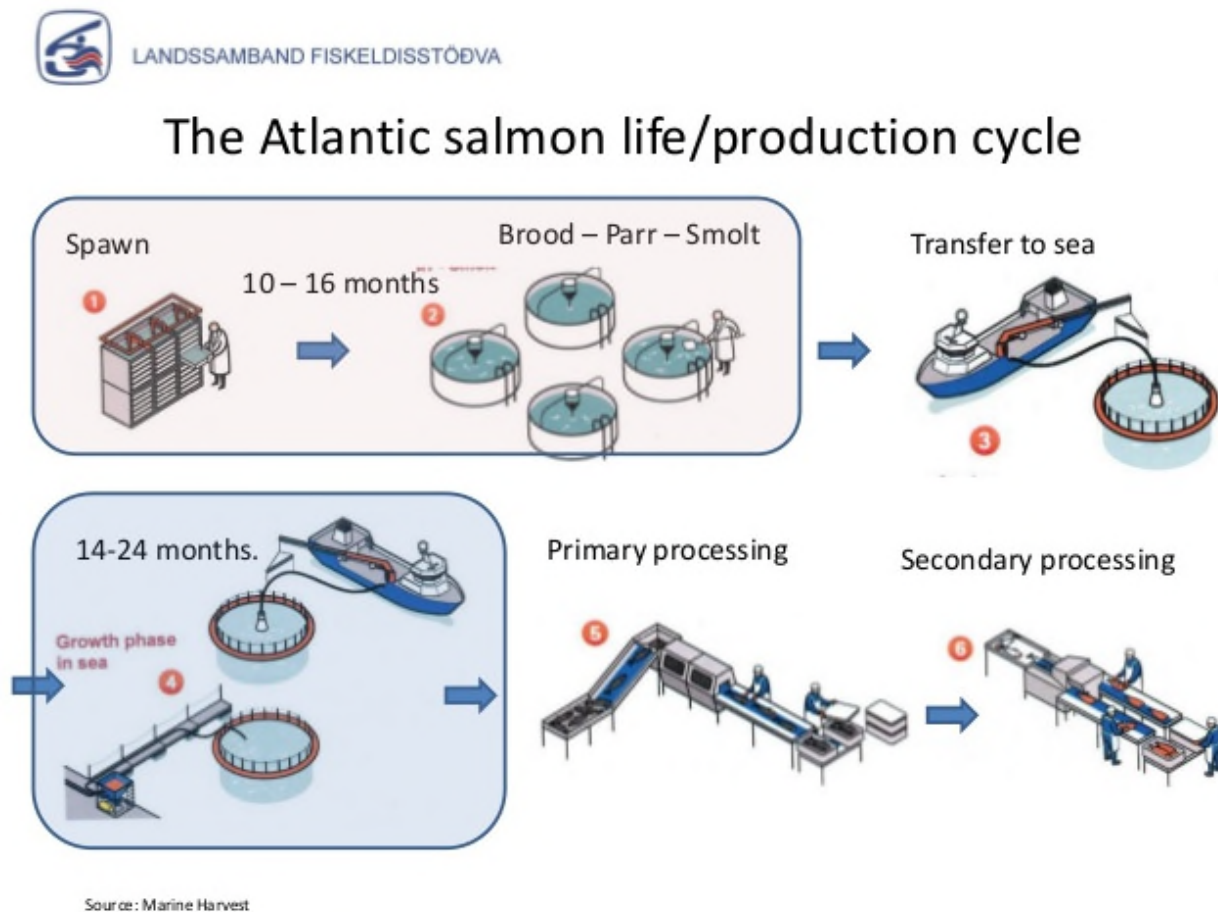 LANDSSAMBAND FISKELDISSTÖÐVA
The Atlantic salmon life/production cycle
Spawn
Brood – Parr – Smolt
Transfer to sea
10 – 16 months
1
2
3
14-24 months.
Primary processing
Secondary processing
Growth phase
in sea
4
5
6
Source: Marine Harvest